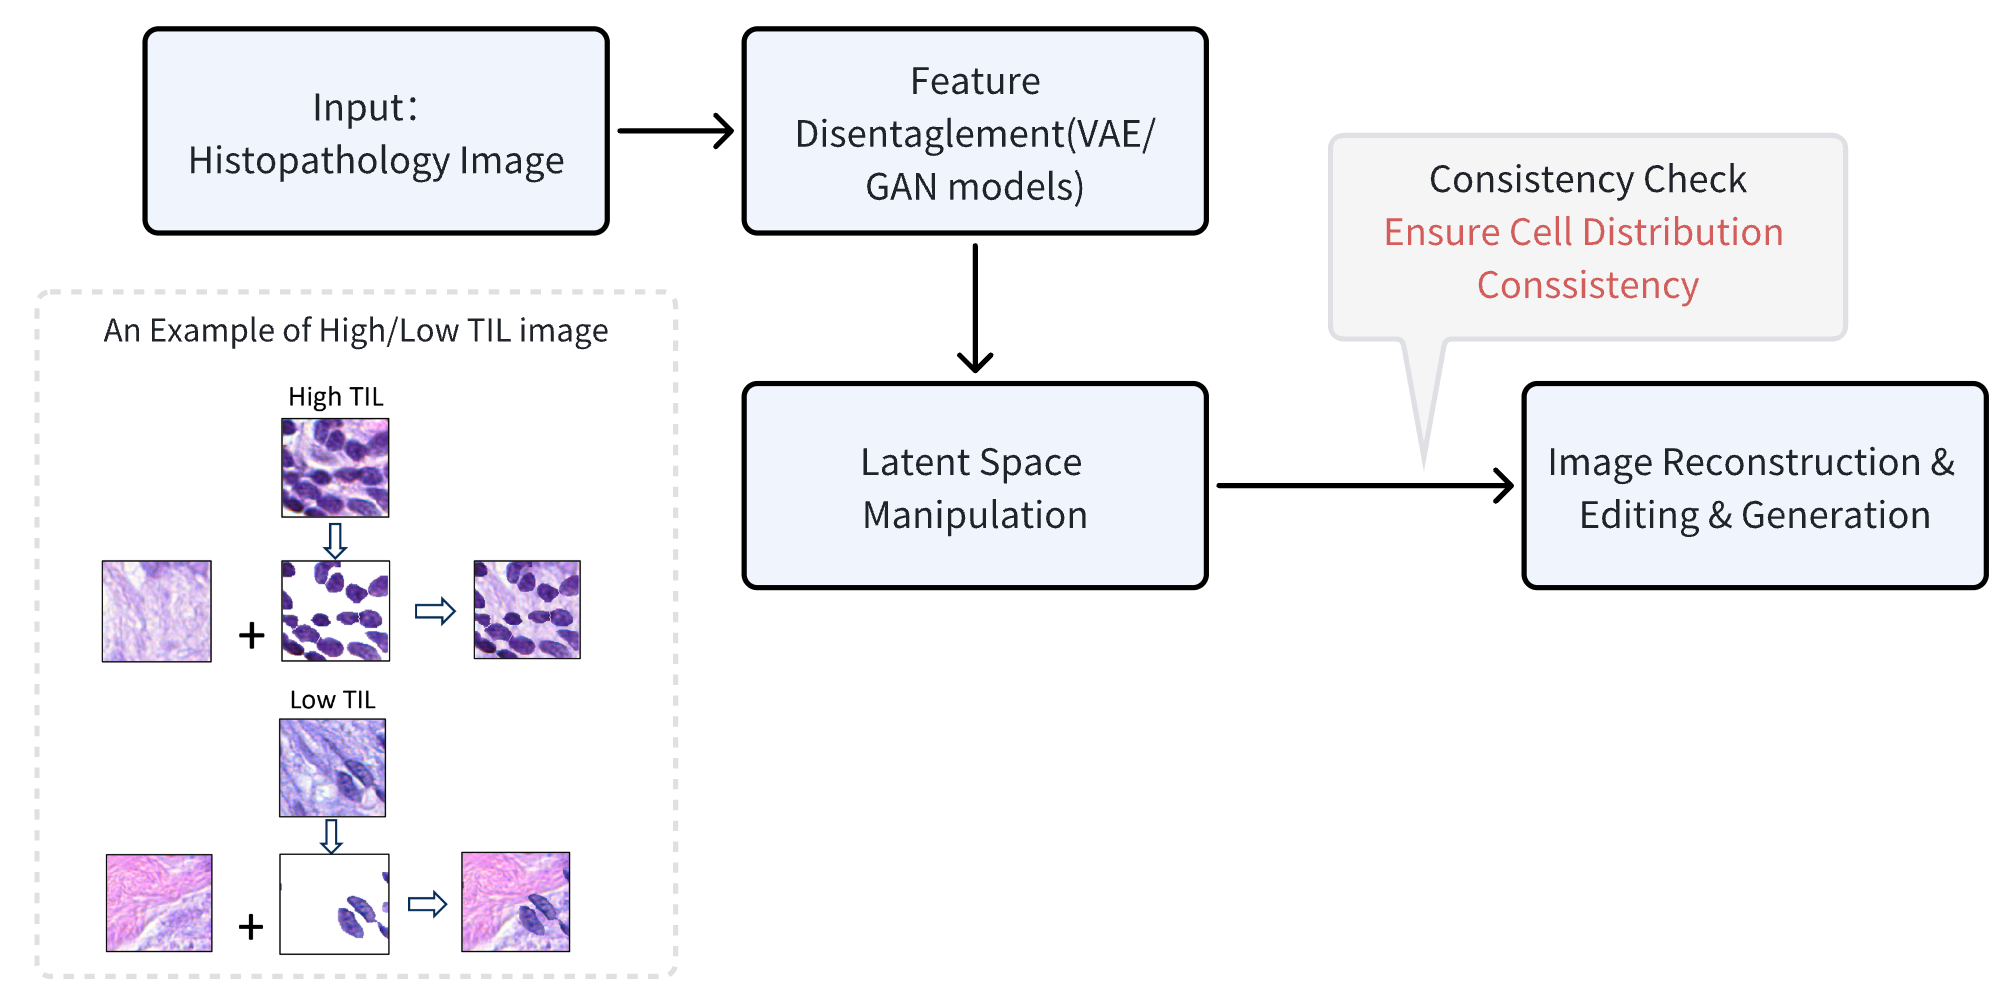 Input：
Histopathology Image
Feature
Disentaglement(VAE/
GAN models)
Consistency Check
Ensure Cell Distribution
Conssistency
An Example of High/Low TIL image
High TIL
+
Low TIL
+
Latent Space
Manipulation
Image Reconstruction &
Editing & Generation